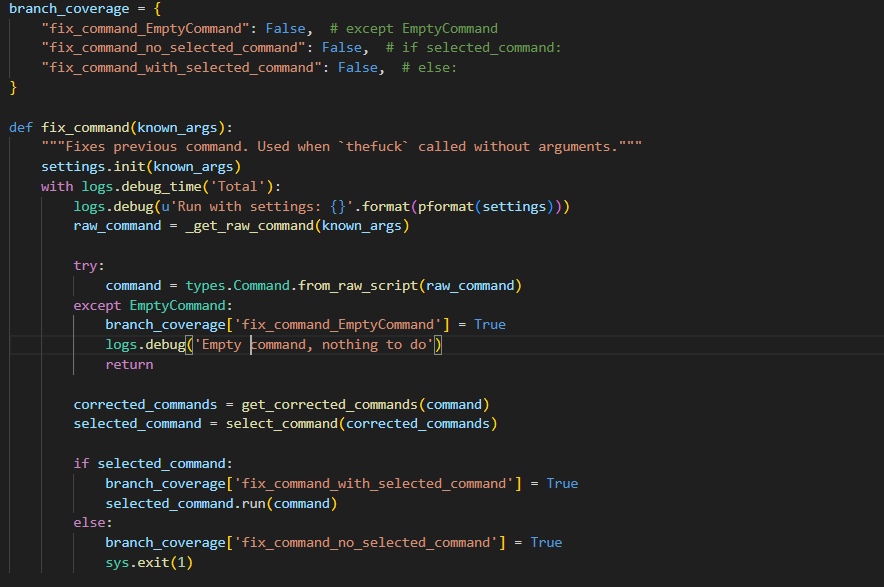 branch_coverage = {
    "fix_command_EmptyCommand": False,  # except EmptyCommand
    "fix_command_no_selected_command": False,  # if selected_command:
    "fix_command_with_selected_command": False,  # else:
}

def fix_command(known_args):
    """Fixes previous command. Used when `thefuck` called without arguments."""
    settings.init(known_args)
    with logs.debug_time('Total'):
        logs.debug(u'Run with settings: {}'.format(pformat(settings)))
        raw_command = _get_raw_command(known_args)

        try:
            command = types.Command.from_raw_script(raw_command)
        except EmptyCommand:
            branch_coverage['fix_command_EmptyCommand'] = True
            logs.debug('Empty command, nothing to do')
            return

        corrected_commands = get_corrected_commands(command)
        selected_command = select_command(corrected_commands)

        if selected_command:
            branch_coverage['fix_command_with_selected_command'] = True
            selected_command.run(command)
        else:
            branch_coverage['fix_command_no_selected_command'] = True
            sys.exit(1)